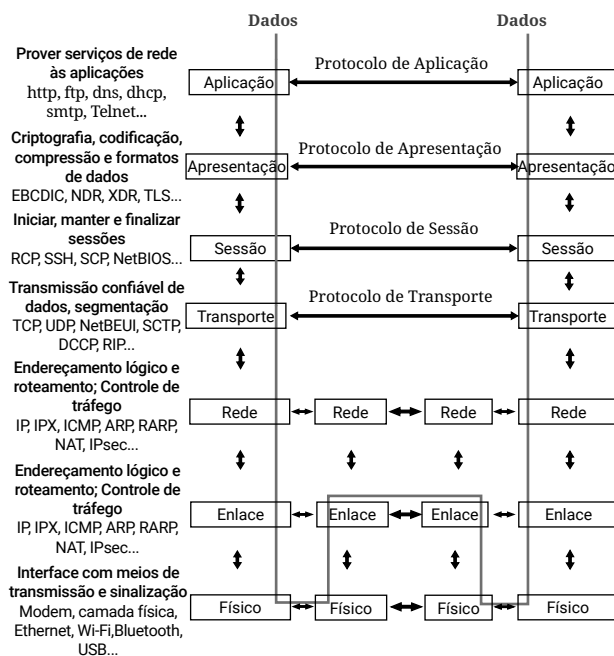 Dados
Dados
Prover serviços de rede
às aplicações
http, ftp, dns, dhcp,
smtp, Telnet...
Aplicação
Protocolo de Aplicação
Aplicação
Criptografia, codificação,
compressão e formatos
de dados
EBCDIC, NDR, XDR, TLS...
Apresentação
Protocolo de Apresentação
Apresentação
Iniciar, manter e finalizar
sessões
RCP, SSH, SCP, NetBIOS...
Sessão
Protocolo de Sessão
Sessão
Transmissão confiável de
dados, segmentação
TCP, UDP, NetBEUI, SCTP,
DCCP, RIP...
Transporte
Protocolo de Transporte
Transporte
Endereçamento lógico e
roteamento; Controle de
tráfego
IP, IPX, ICMP, ARP, RARP,
NAT, IPsec...
Rede
Rede
Rede
Rede
Endereçamento lógico e
roteamento; Controle de
tráfego
IP, IPX, ICMP, ARP, RARP,
NAT, IPsec...
Enlace
Enlace
Enlace
Enlace
Interface com meios de
transmissão e sinalização
Modem, camada física,
Ethernet, Wi-Fi,Bluetooth,
USB...
Físico
Físico
Físico
Físico